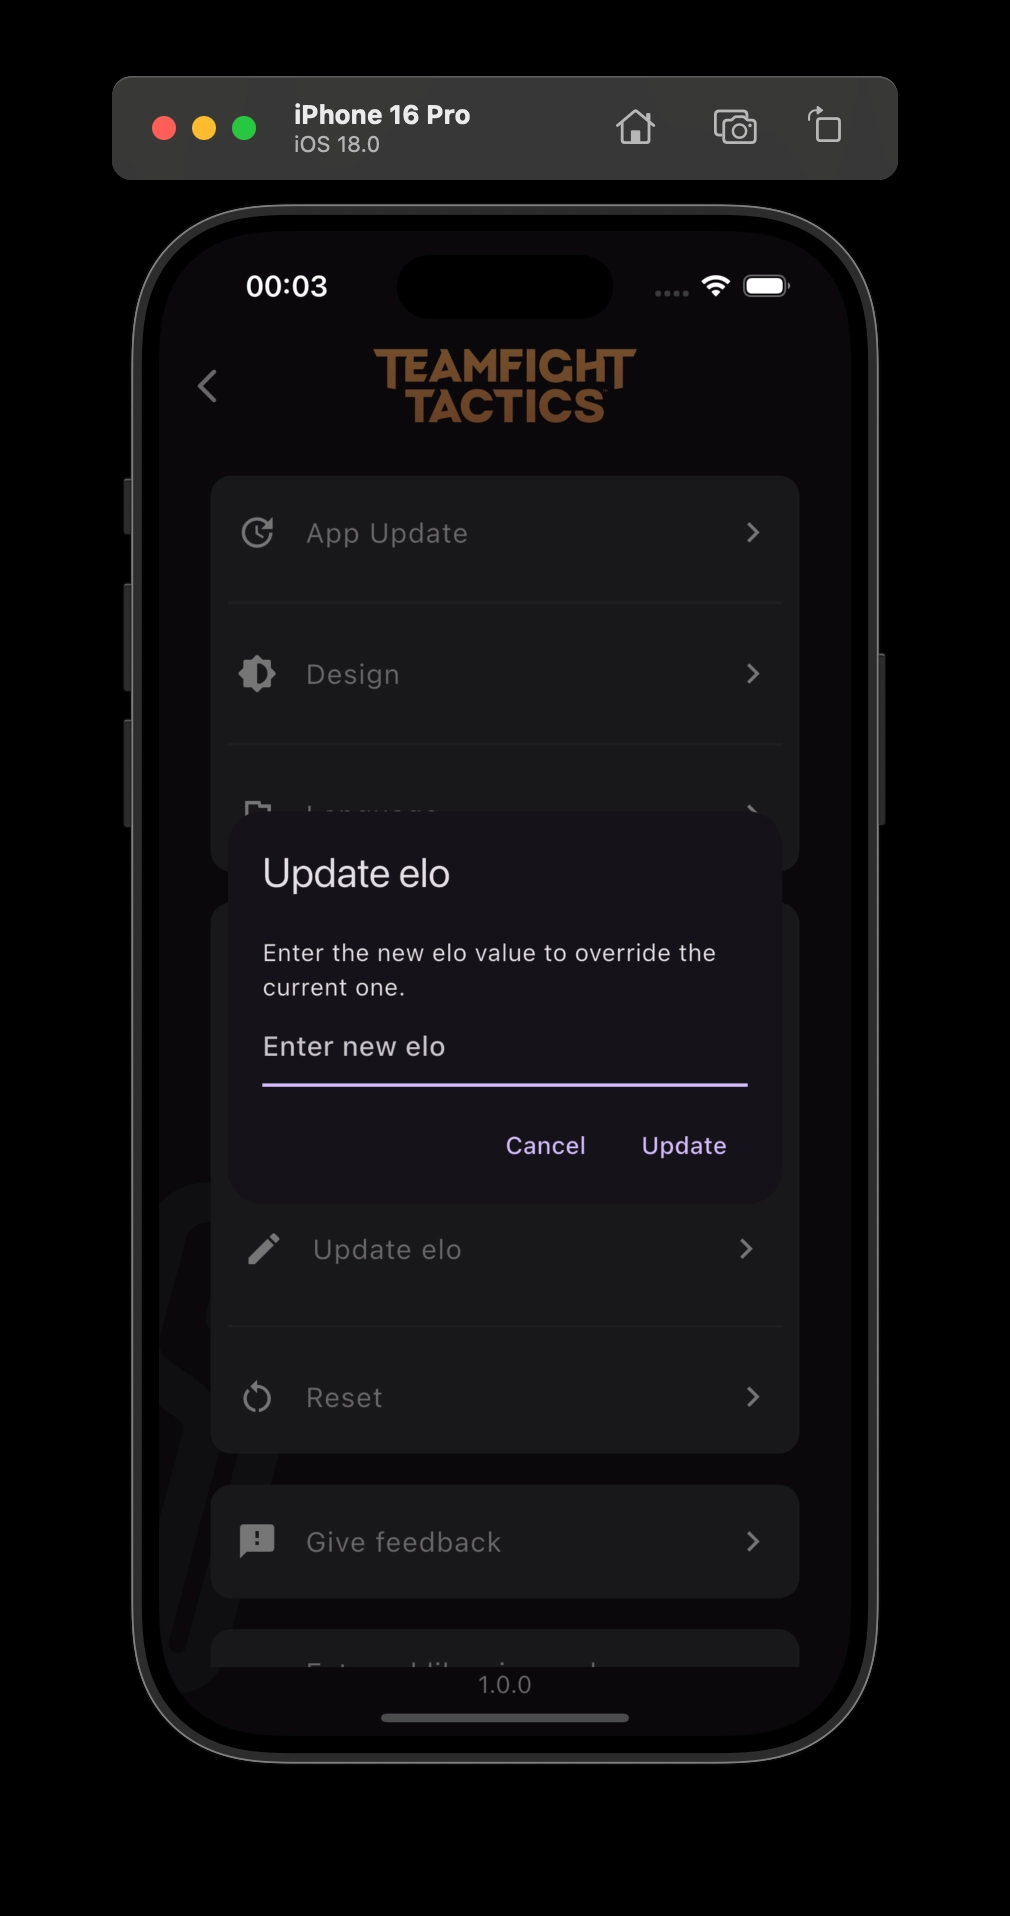 iPhone 16 Pro
iOS 18.0
00:03
TEAMFIGHT
TACTICS
App Update
Design
Language
Update elo
Enter the new elo value to override the
current one.
Enter new elo
Cancel Update
Update elo
Reset
Give feedback
1.0.0